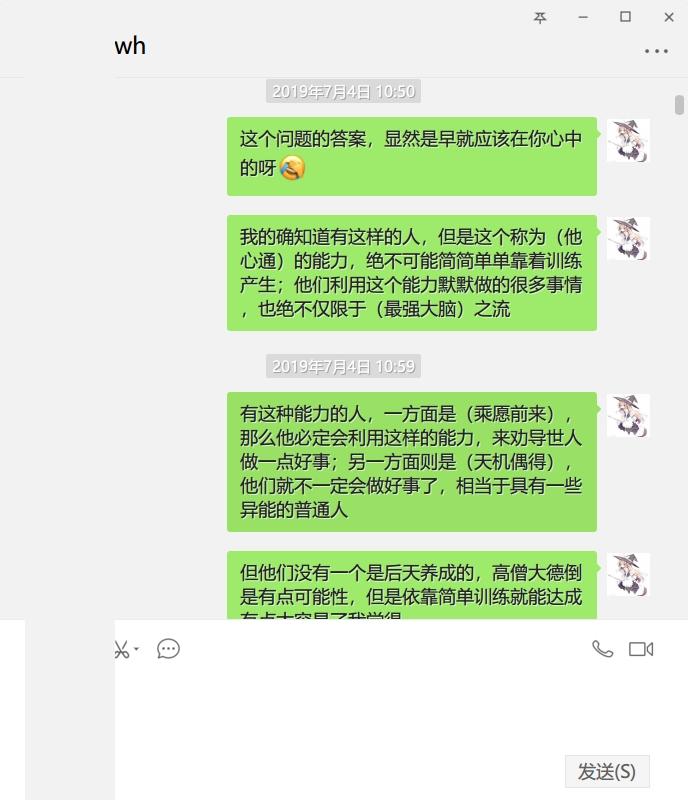 wh
2019年7月4日 10:50
这个问题的答案，显然是早就应该在你心中
的呀
我的确知道有这样的人，但是这个称为（他
心通）的能力，绝不可能简简单单靠着训练
产生；他们利用这个能力默默做的很多事情
，也绝不仅限于（最强大脑）之流
2019年7月4日 10:59
有这种能力的人，一方面是（乘愿前来），
那么他必定会利用这样的能力，来劝导世人
做一点好事；另一方面则是（天机偶得），
他们就不一定会做好事了，相当于具有一些
异能的普通人
但他们没有一个是后天养成的，高僧大德倒
是有点可能性，但是依靠简单训练就能达成
发送(S)